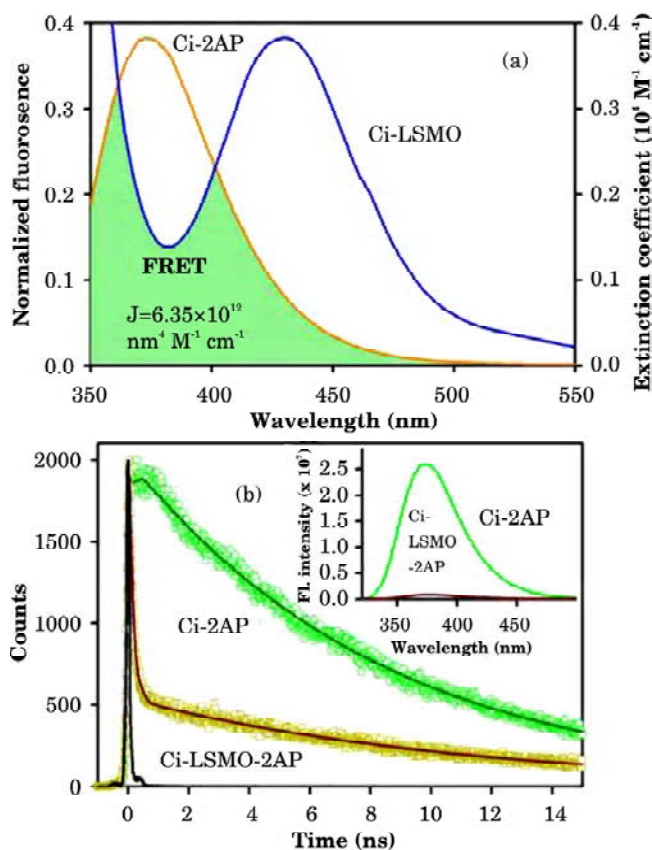 Normalized fluorosence
0.4
0.3
0.2
0.1
0.0
Ci-2AP
(a)
Ci-LSMO
FRET
J=6.35×10¹²
nm⁴ M⁻¹ cm⁻¹
0.4
0.3
0.2
0.1
0.0
Extinction coefficient (10⁴ M⁻¹ cm⁻¹)
350 400 450 500 550
Wavelength (nm)
Counts
2000
1500
1000
500
0
(b)
Ci-2AP
Ci-LSMO-2AP
Fl. intensity (x 10⁷)
2.5
2.0
1.5
1.0
0.5
0.0
Ci-2AP
Ci-
LSMO
-2AP
350 400 450
Wavelength (nm)
0 2 4 6 8 10 12 14
Time (ns)